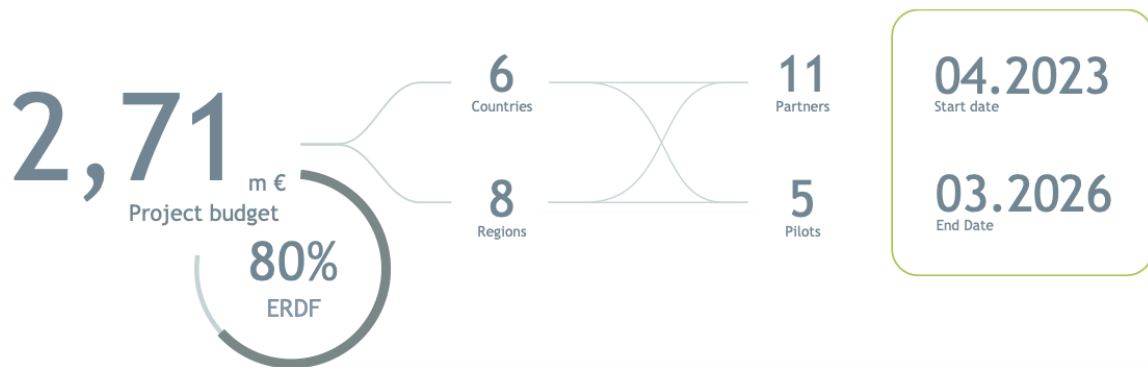 2,71 m €
Project budget
80%
ERDF
6
Countries
8
Regions
11
Partners
5
Pilots
04.2023
Start date
03.2026
End Date